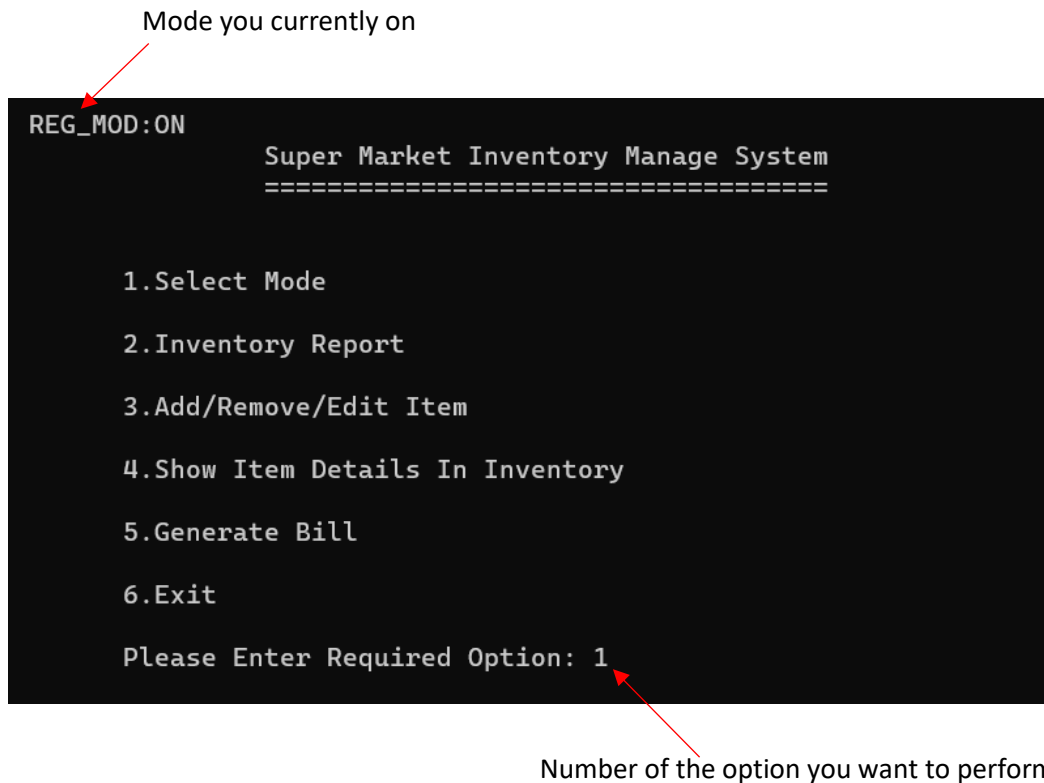 Mode you currently on
REG_MOD:ON
Super Market Inventory Manage System
====================================
1.Select Mode
2.Inventory Report
3.Add/Remove/Edit Item
4.Show Item Details In Inventory
5.Generate Bill
6.Exit
Please Enter Required Option: 1
Number of the option you want to perforn